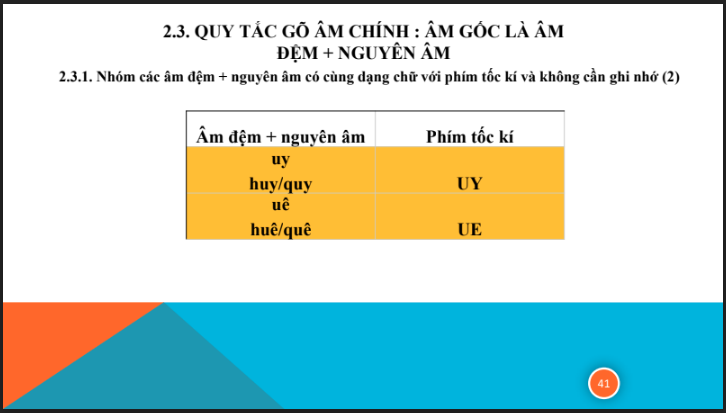 2.3. QUY TẮC GÕ ÂM CHÍNH : ÂM GỐC LÀ ÂM
ĐỆM + NGUYÊN ÂM
2.3.1. Nhóm các âm đệm + nguyên âm có cùng dạng chữ với phím tốc kí và không cần ghi nhớ (2)
Âm đệm + nguyên âm Phím tốc kí
uy
huy/quy UY
uê
huê/quê UE
41